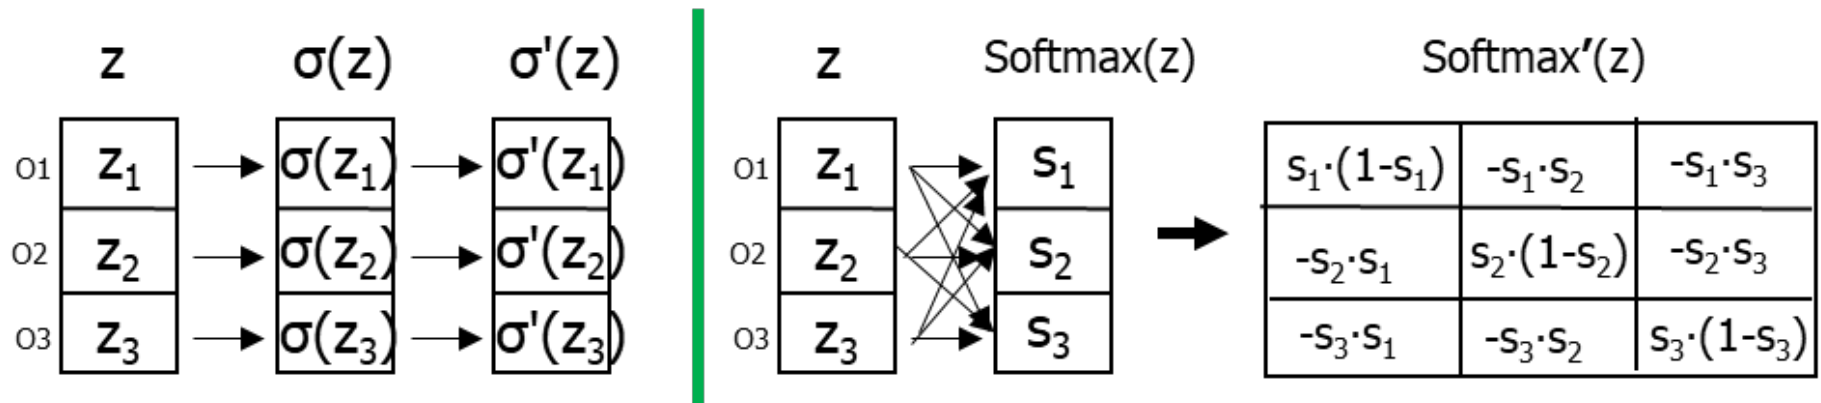 z σ(z) σ'(z)
O1 z₁ σ(z₁) σ'(z₁)
O2 z₂ σ(z₂) σ'(z₂)
O3 z₃ σ(z₃) σ'(z₃)
z Softmax(z) Softmax'(z)
O1 z₁ s₁ s₁·(1-s₁) -s₁·s₂ -s₁·s₃
O2 z₂ s₂ -s₂·s₁ s₂·(1-s₂) -s₂·s₃
O3 z₃ s₃ -s₃·s₁ -s₃·s₂ s₃·(1-s₃)